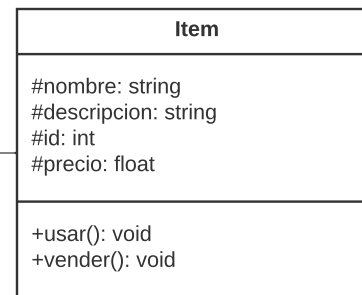 Item
#nombre: string
#descripcion: string
#id: int
#precio: float
+usar(): void
+vender(): void